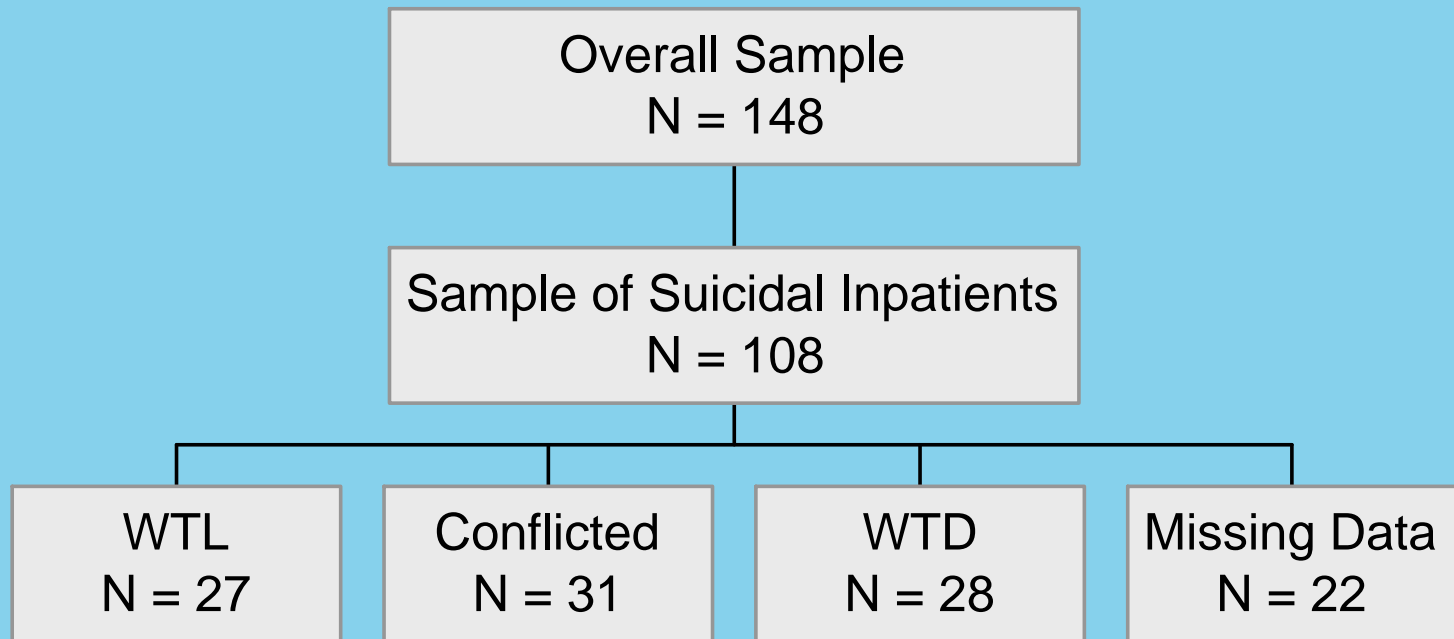 Overall Sample
N = 148
Sample of Suicidal Inpatients
N = 108
WTL
N = 27
Conflicted
N = 31
WTD
N = 28
Missing Data
N = 22